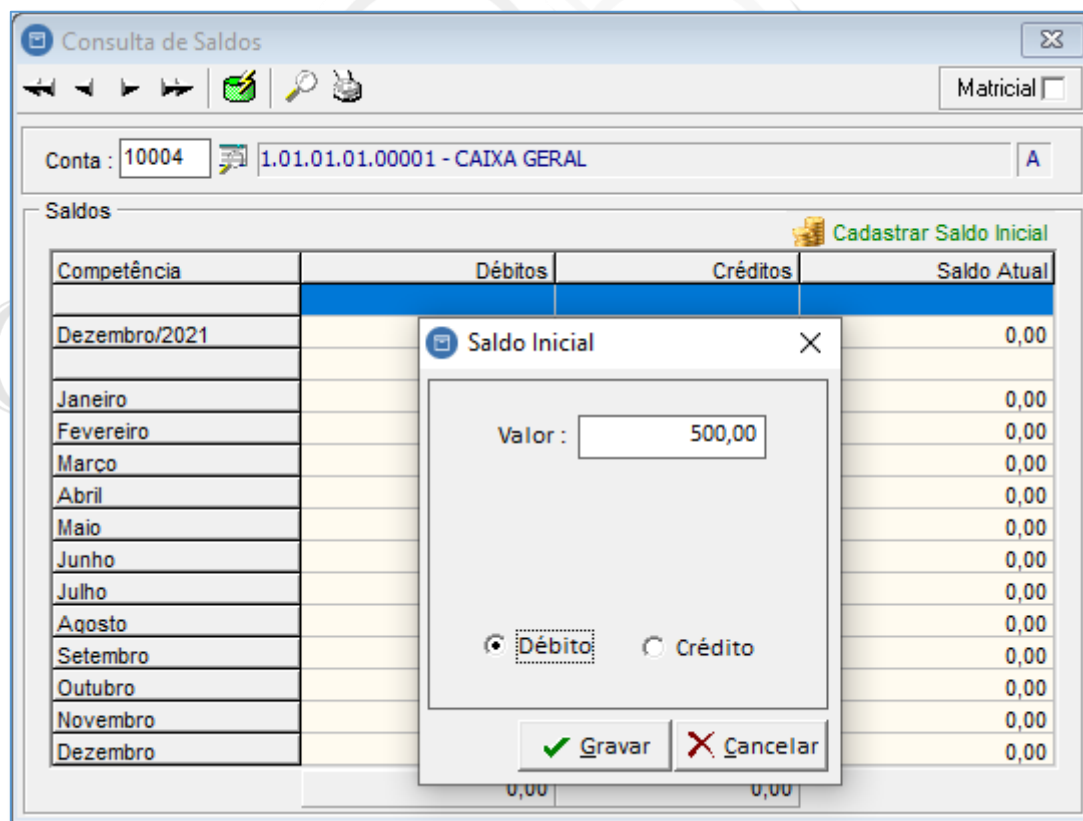 Consulta de Saldos
Matricial
Conta : 10004 1.01.01.01.00001 - CAIXA GERAL A
Saldos
Cadastrar Saldo Inicial
Competência Débitos Créditos Saldo Atual
Dezembro/2021 0,00
Saldo Inicial
Janeiro 0,00
Fevereiro 0,00
Valor : 500,00
Março 0,00
Abril 0,00
Maio 0,00
Junho 0,00
Julho 0,00
Agosto 0,00
Setembro 0,00
Débito Crédito
Outubro 0,00
Novembro 0,00
Dezembro 0,00
Gravar Cancelar
0,00 0,00